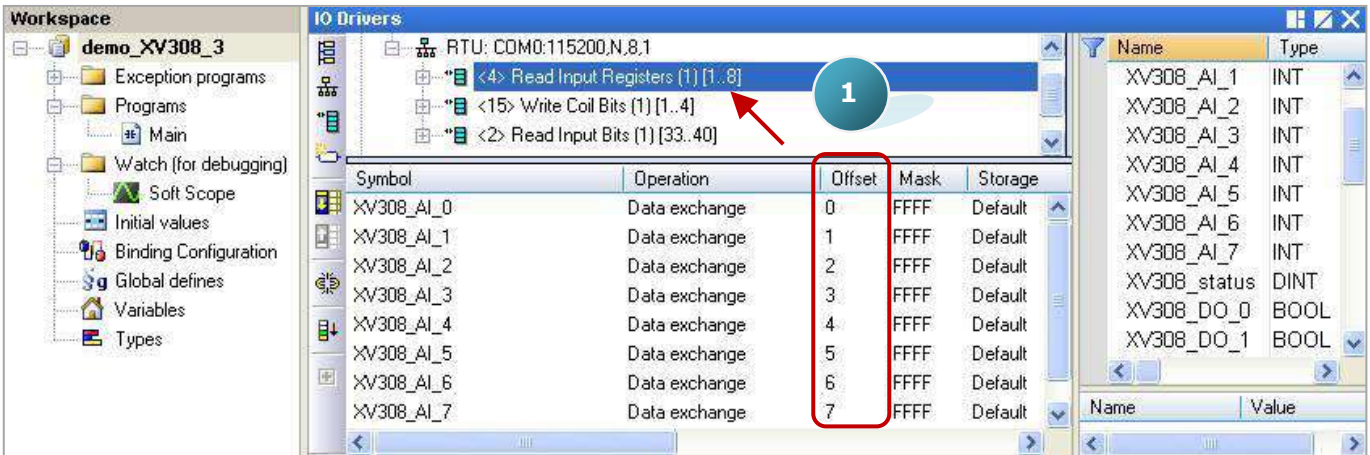 Workspace
demo_XV308_3
Exception programs
Programs
Main
Watch (for debugging)
Soft Scope
Initial values
Binding Configuration
Global defines
Variables
Types
IO Drivers
RTU: COM0:115200,N,8,1
<4> Read Input Registers (1) [1..8]
<15> Write Coil Bits (1) [1..4]
<2> Read Input Bits (1) [33..40]
1
Symbol Operation Offset Mask Storage
XV308_AI_0 Data exchange 0 FFFF Default
XV308_AI_1 Data exchange 1 FFFF Default
XV308_AI_2 Data exchange 2 FFFF Default
XV308_AI_3 Data exchange 3 FFFF Default
XV308_AI_4 Data exchange 4 FFFF Default
XV308_AI_5 Data exchange 5 FFFF Default
XV308_AI_6 Data exchange 6 FFFF Default
XV308_AI_7 Data exchange 7 FFFF Default
Name Type
XV308_AI_1 INT
XV308_AI_2 INT
XV308_AI_3 INT
XV308_AI_4 INT
XV308_AI_5 INT
XV308_AI_6 INT
XV308_AI_7 INT
XV308_status DINT
XV308_DO_0 BOOL
XV308_DO_1 BOOL
Name Value